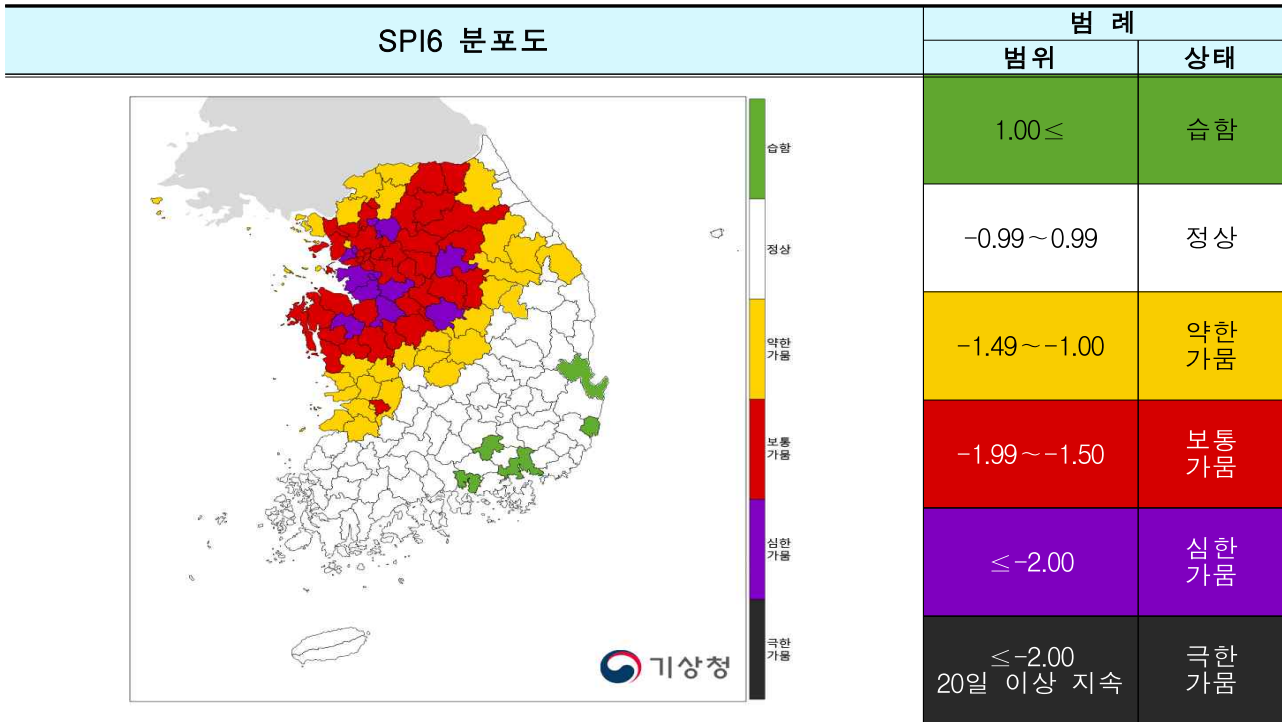 SPI6 분포도
범 례
범위 상태
습함
정상
약한
가뭄
보통
가뭄
심한
가뭄
극한
가뭄
기상청
1.00≤ 습함
-0.99~0.99 정상
-1.49~-1.00 약한
가뭄
-1.99~-1.50 보통
가뭄
≤-2.00 심한
가뭄
≤-2.00
20일 이상 지속
극한
가뭄